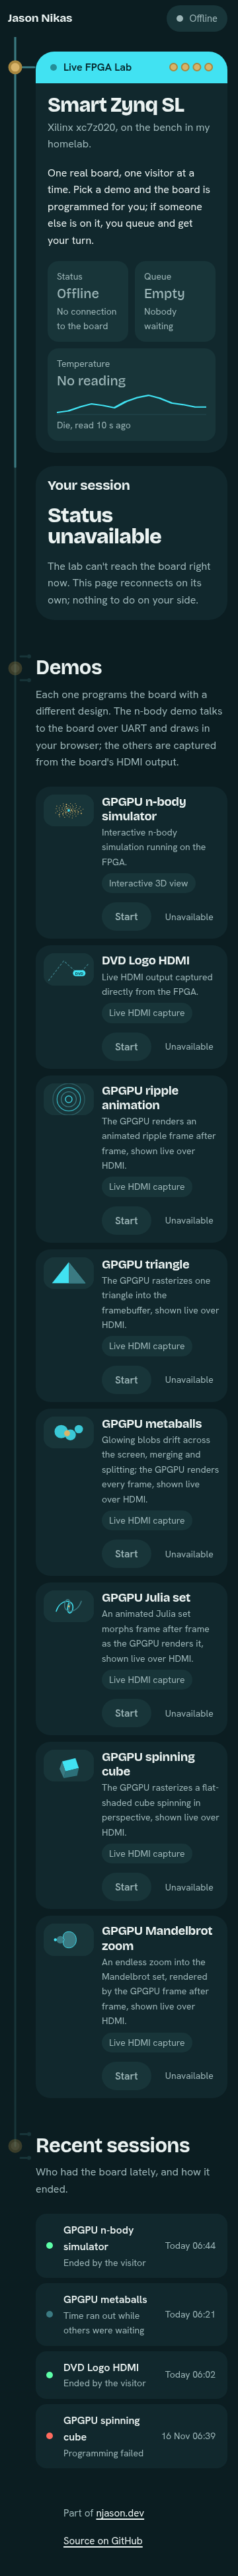 Jason Nikas
Offline
Live FPGA Lab
Smart Zynq SL
Xilinx xc7z020, on the bench in my
homelab.
One real board, one visitor at a
time. Pick a demo and the board is
programmed for you; if someone
else is on it, you queue and get
your turn.
Status
Offline
No connection
to the board
Queue
Empty
Nobody
waiting
Temperature
No reading
Die, read 10 s ago
Your session
Status
unavailable
The lab can't reach the board right
now. This page reconnects on its
own; nothing to do on your side.
Demos
Each one programs the board with a
different design. The n-body demo talks
to the board over UART and draws in
your browser; the others are captured
from the board's HDMI output.
GPGPU n-body
simulator
Interactive n-body
simulation running on the
FPGA.
Interactive 3D view
Start
Unavailable
DVD Logo HDMI
Live HDMI output captured
directly from the FPGA.
Live HDMI capture
Start
Unavailable
GPGPU ripple
animation
The GPGPU renders an
animated ripple frame after
frame, shown live over
HDMI.
Live HDMI capture
Start
Unavailable
GPGPU triangle
The GPGPU rasterizes one
triangle into the
framebuffer, shown live over
HDMI.
Live HDMI capture
Start
Unavailable
GPGPU metaballs
Glowing blobs drift across
the screen, merging and
splitting; the GPGPU renders
every frame, shown live
over HDMI.
Live HDMI capture
Start
Unavailable
GPGPU Julia set
An animated Julia set
morphs frame after frame
as the GPGPU renders it,
shown live over HDMI.
Live HDMI capture
Start
Unavailable
GPGPU spinning
cube
The GPGPU rasterizes a flat-
shaded cube spinning in
perspective, shown live over
HDMI.
Live HDMI capture
Start
Unavailable
GPGPU Mandelbrot
zoom
An endless zoom into the
Mandelbrot set, rendered
by the GPGPU frame after
frame, shown live over
HDMI.
Live HDMI capture
Start
Unavailable
Recent sessions
Who had the board lately, and how it
ended.
GPGPU n-body
simulator
Ended by the visitor
Today 06:44
GPGPU metaballs
Time ran out while
others were waiting
Today 06:21
DVD Logo HDMI
Ended by the visitor
Today 06:02
GPGPU spinning
cube
Programming failed
16 Nov 06:39
Part of njason.dev
Source on GitHub